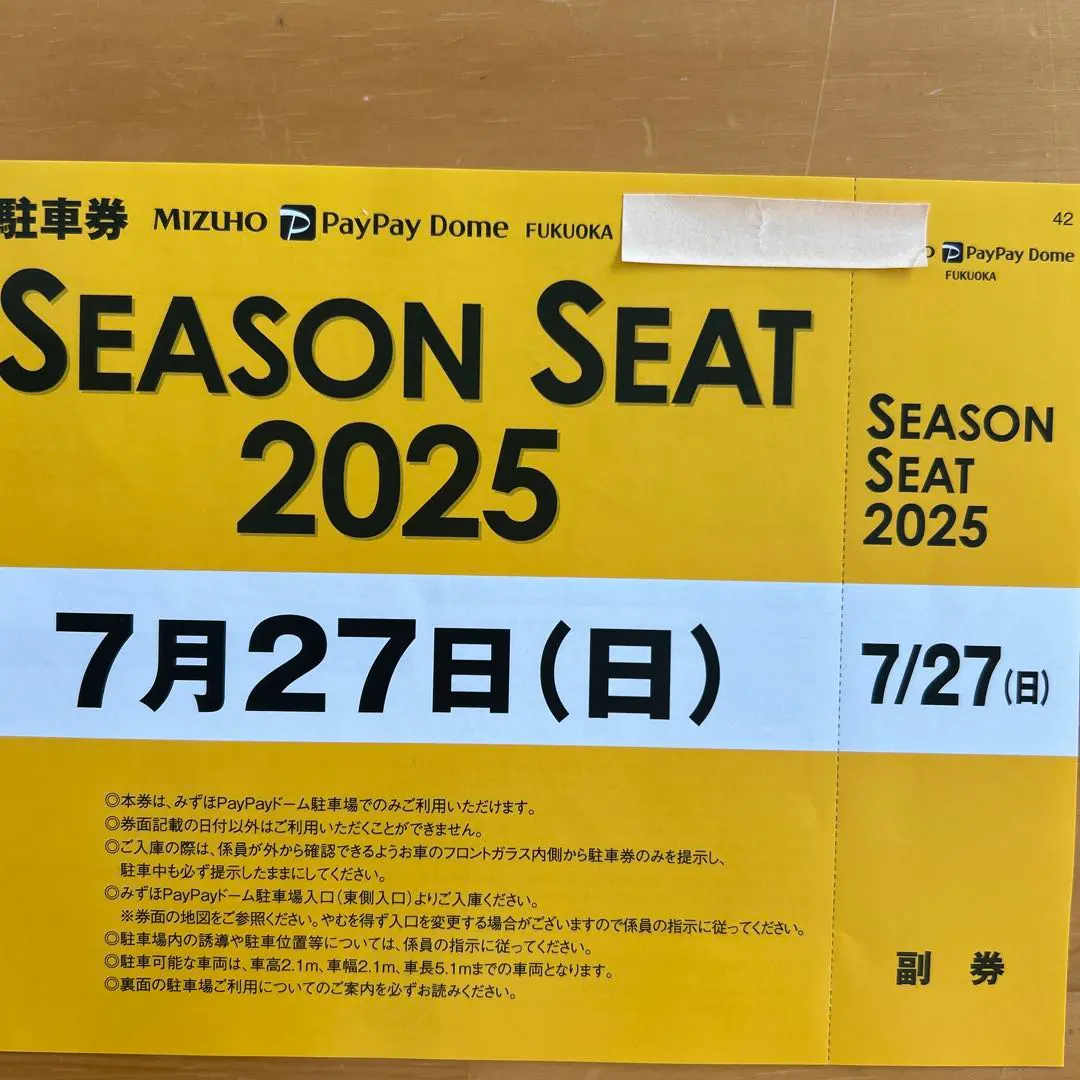 駐車券 MIZUHO PayPay Dome FUKUOKA
SEASON SEAT
2025
7月27日(日)
◎本券は、みずほPayPayドーム駐車場でのみご利用いただけます。
◎券面記載の日付以外はご利用いただくことができません。
◎ご入庫の際は、係員が外から確認できるようお車のフロントガラス内側から駐車券のみを提示し、
駐車中も必ず提示したままにしてください。
◎みずほPayPayドーム駐車場入口(東側入口)よりご入庫ください。
※券面の地図をご参照ください。やむを得ず入口を変更する場合がございますので係員の指示に従ってください。
◎駐車場内の誘導や駐車位置等については、係員の指示に従ってください。
◎駐車可能な車両は、車高2.1m、車幅2.1m、車長5.1mまでの車両となります。
◎裏面の駐車場ご利用についてのご案内を必ずお読みください。
42
O PayPay Dome
FUKUOKA
SEASON
SEAT
2025
7/27(日)
副 券